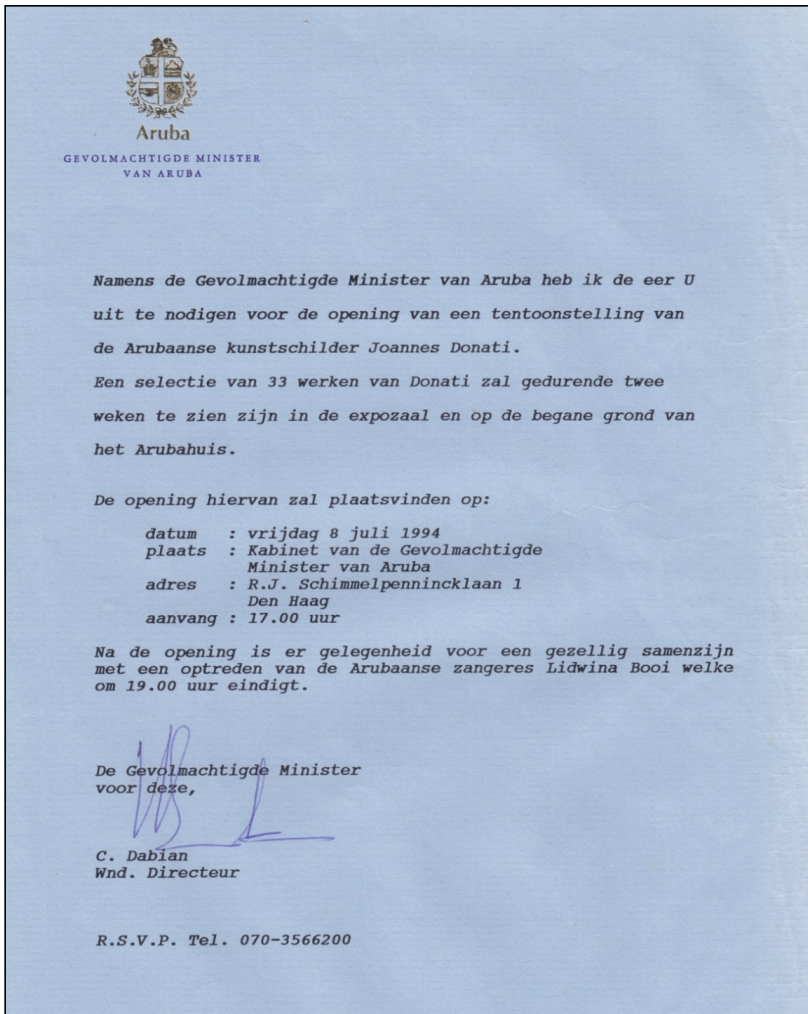 Aruba
GEVOLMACHTIGDE MINISTER
VAN ARUBA
Namens de Gevolmachtigde Minister van Aruba heb ik de eer U
uit te nodigen voor de opening van een tentoonstelling van
de Arubaanse kunstschilder Joannes Donati.
Een selectie van 33 werken van Donati zal gedurende twee
weken te zien zijn in de expozaal en op de begane grond van
het Arubahuis.
De opening hiervan zal plaatsvinden op:
datum : vrijdag 8 juli 1994
plaats : Kabinet van de Gevolmachtigde
Minister van Aruba
adres : R.J. Schimmelpennincklaan 1
Den Haag
aanvang : 17.00 uur
Na de opening is er gelegenheid voor een gezellig samenzijn
met een optreden van de Arubaanse zangeres Lidwina Booi welke
om 19.00 uur eindigt.
De Gevolmachtigde Minister
voor deze,
C. Dabian
Wnd. Directeur
R.S.V.P. Tel. 070-3566200